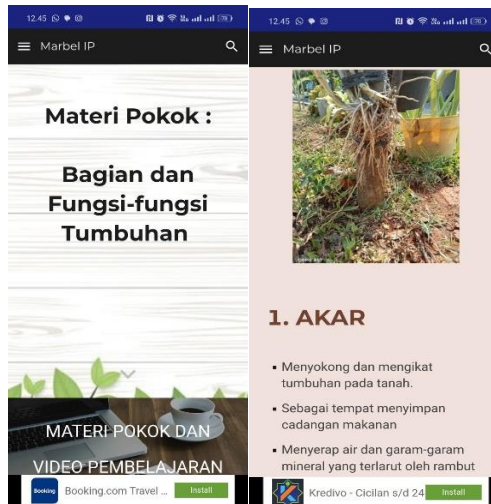 12.45
Marbel IP
Materi Pokok :
Bagian dan
Fungsi-fungsi
Tumbuhan
MATERI POKOK DAN
VIDEO PEMBELAJARAN
Booking.com Travel ...
Install
12.45
Marbel IP
1. AKAR
Menyokong dan mengikat
tumbuhan pada tanah.
Sebagai tempat menyimpan
cadangan makanan
Menyerap air dan garam-garam
mineral yang terlarut oleh rambut
Kredivo - Cicilan s/d 24
Install